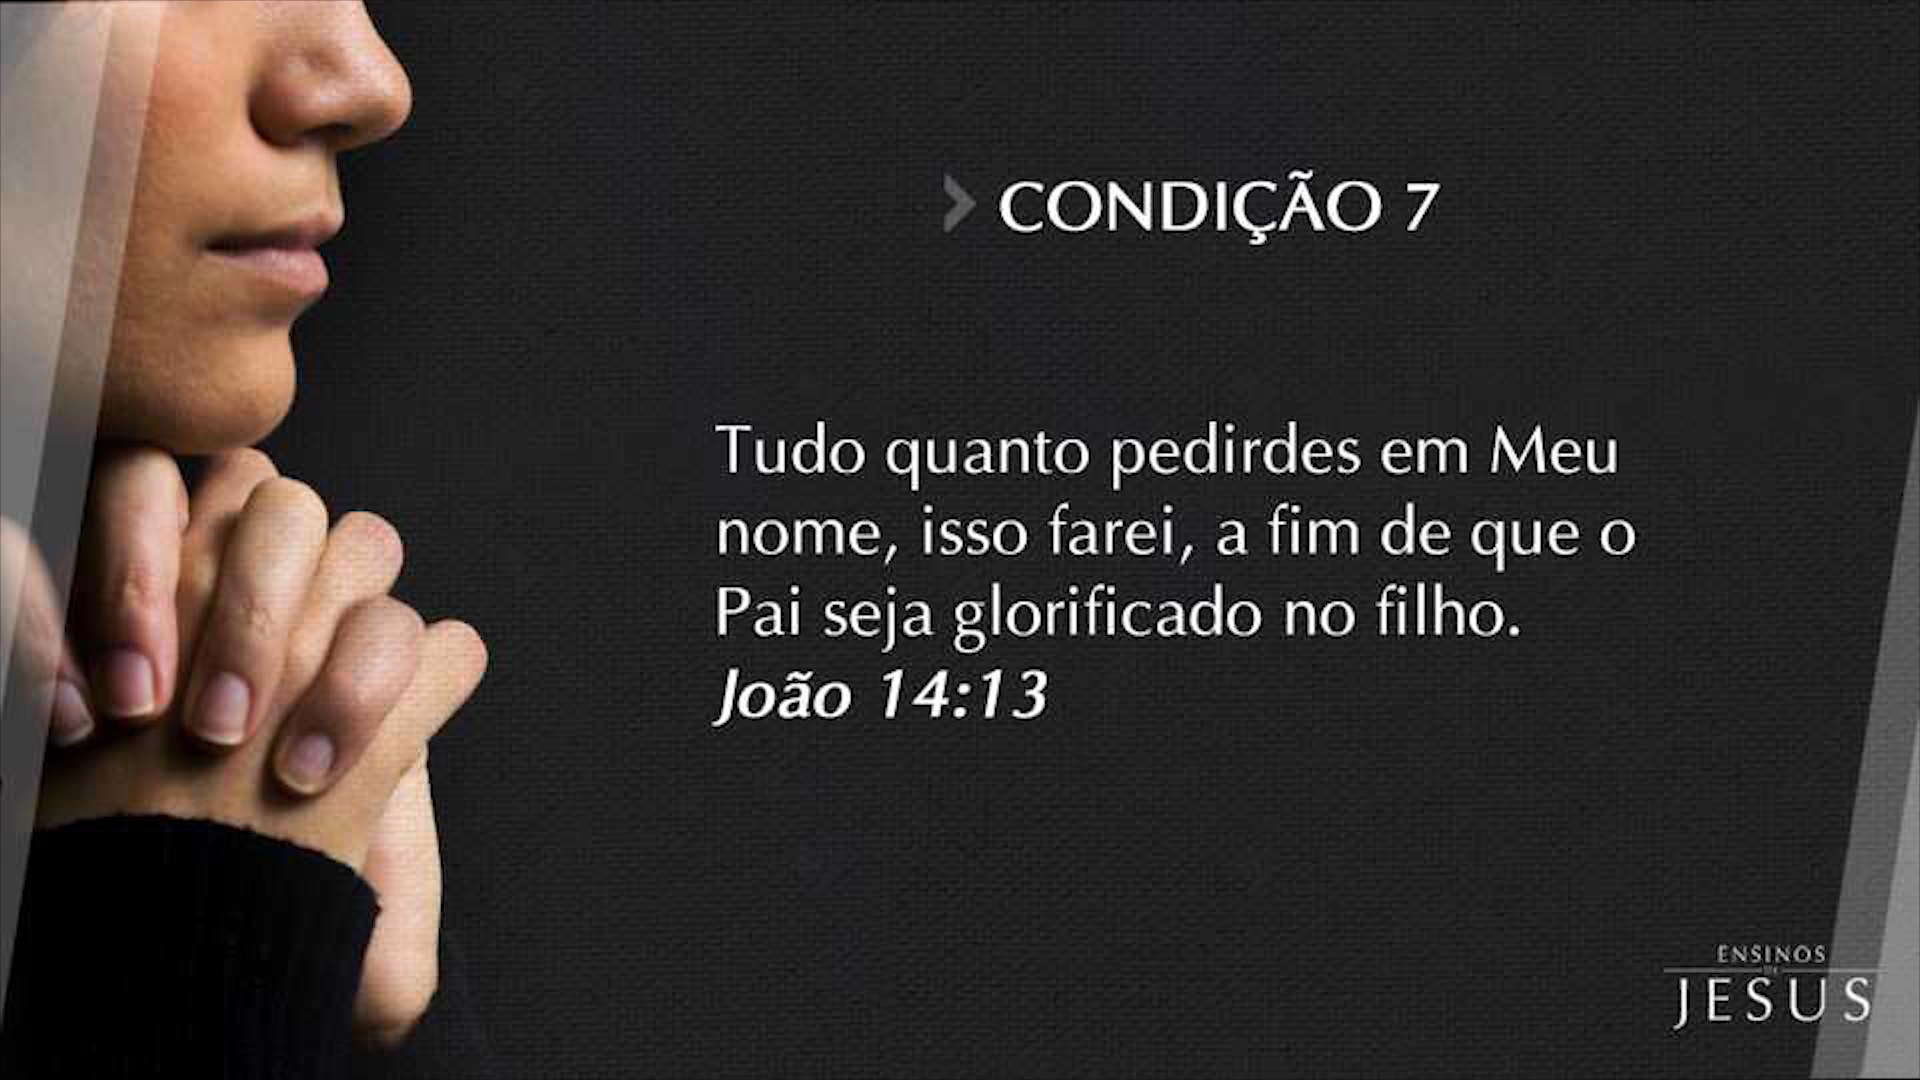 CONDIÇÃO 7
Tudo quanto pedirdes em Meu
nome, isso farei, a fim de que o
Pai seja glorificado no filho.
João 14:13
ENSINOS
DE
JESUS